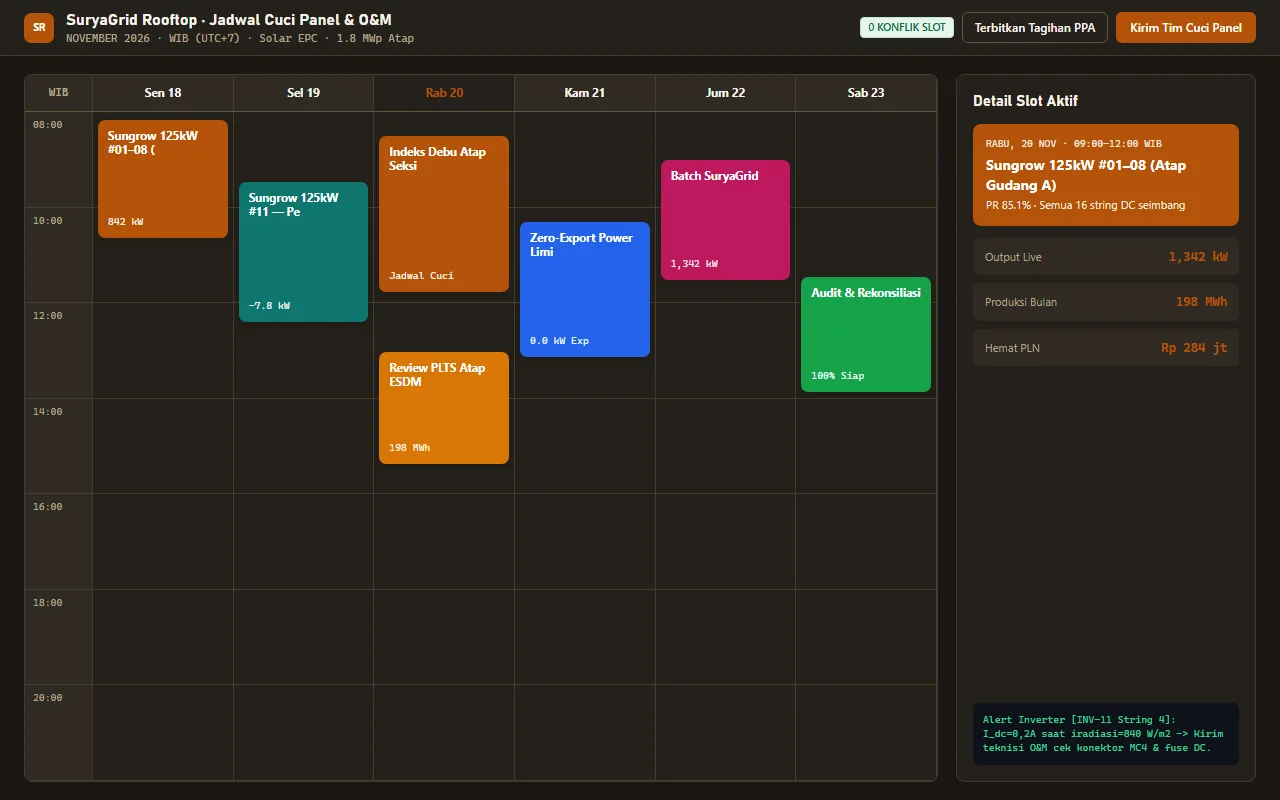 SR
SuryaGrid Rooftop · Jadwal Cuci Panel & O&M
NOVEMBER 2026 · WIB (UTC+7) · Solar EPC · 1.8 MWp Atap
0 KONFLIK SLOT
Terbitkan Tagihan PPA
Kirim Tim Cuci Panel
WIB
Sen 18
Sel 19
Rab 20
Kam 21
Jum 22
Sab 23
08:00
10:00
12:00
14:00
16:00
18:00
20:00
Sungrow 125kW
#01–08 (
842 kW
Sungrow 125kW
#11 — Pe
−7.8 kW
Indeks Debu Atap
Seksi
Jadwal Cuci
Review PLTS Atap
ESDM
198 MWh
Zero-Export Power
Limi
0.0 kW Exp
Batch SuryaGrid
1,342 kW
Audit & Rekonsiliasi
100% Siap
Detail Slot Aktif
RABU, 20 NOV · 09:00–12:00 WIB
Sungrow 125kW #01–08 (Atap
Gudang A)
PR 85.1% · Semua 16 string DC seimbang
Output Live
1,342 kW
Produksi Bulan
198 MWh
Hemat PLN
Rp 284 jt
Alert Inverter [INV-11 String 4]:
I_dc=0,2A saat iradiasi=840 W/m2 -> Kirim
teknisi O&M cek konektor MC4 & fuse DC.